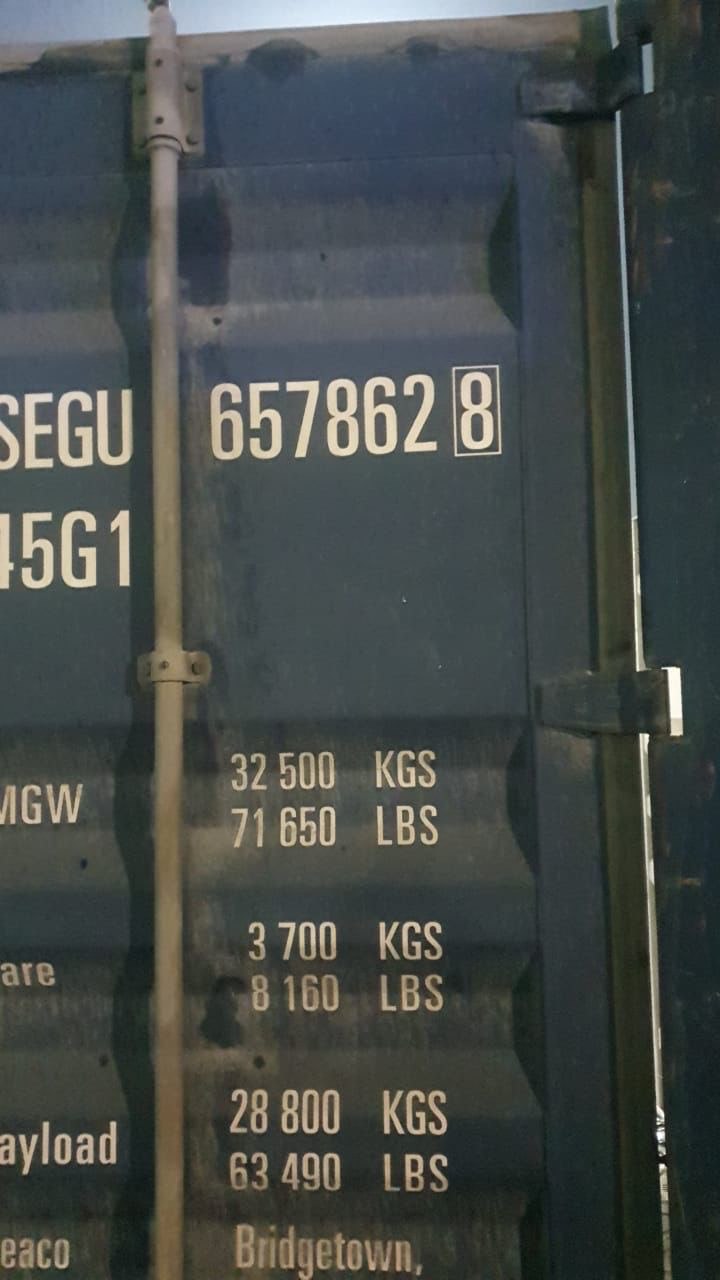 SEGU 657862 8
45G1
MGW 32 500 KGS
71 650 LBS
are 3 700 KGS
8 160 LBS
ayload 28 800 KGS
63 490 LBS
eaco Bridgetown,